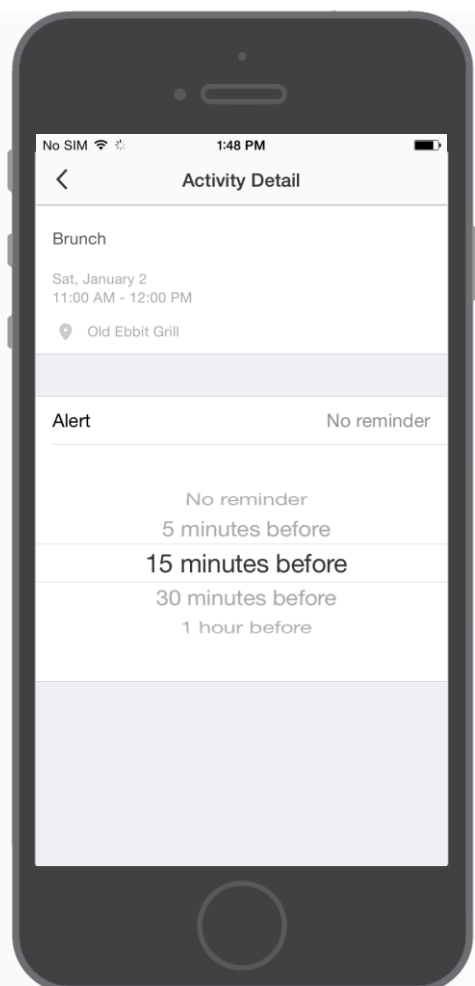 No SIM 1:48 PM
Activity Detail
Brunch
Sat, January 2
11:00 AM - 12:00 PM
Old Ebbit Grill
Alert No reminder
No reminder
5 minutes before
15 minutes before
30 minutes before
1 hour before